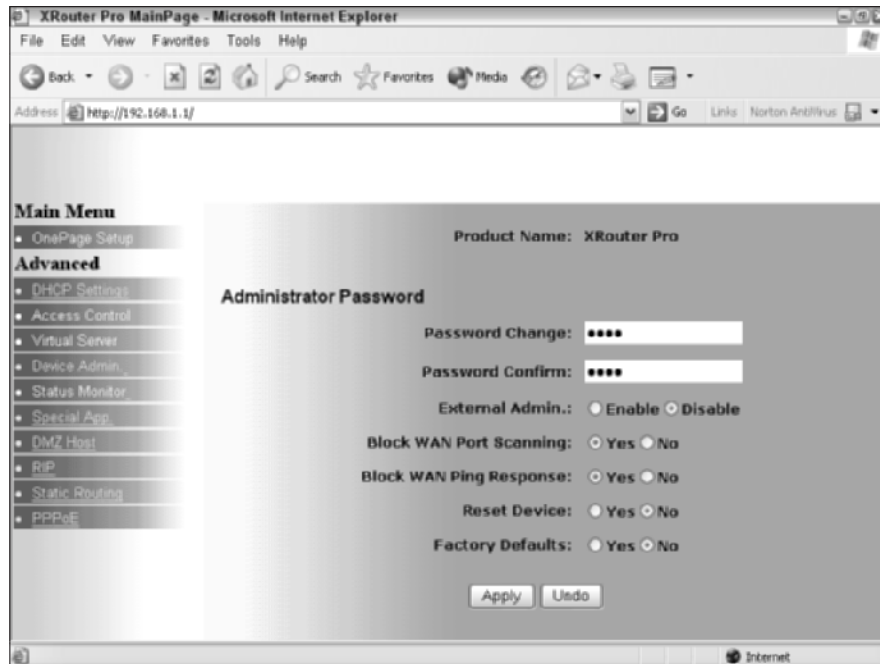 XRouter Pro MainPage - Microsoft Internet Explorer
File Edit View Favorites Tools Help
Back Search Favorites Media
Address http://192.168.1.1/ Go Links Norton AntiVirus
Main Menu
OnePage Setup
Advanced
DHCP Settings
Access Control
Virtual Server
Device Admin.
Status Monitor
Special App.
DMZ Host
RIP
Static Routing
PPPoE
Product Name: XRouter Pro
Administrator Password
Password Change: ••••
Password Confirm: ••••
External Admin.: Enable Disable
Block WAN Port Scanning: Yes No
Block WAN Ping Response: Yes No
Reset Device: Yes No
Factory Defaults: Yes No
Apply Undo
Internet